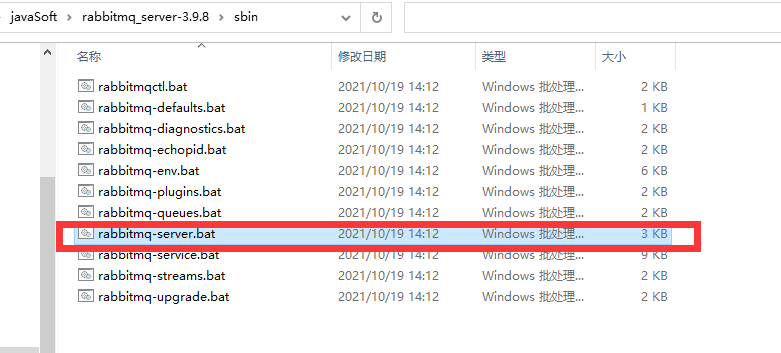 javaSoft > rabbitmq_server-3.9.8 > sbin
名称 修改日期 类型 大小
rabbitmqctl.bat 2021/10/19 14:12 Windows 批处理... 2 KB
rabbitmq-defaults.bat 2021/10/19 14:12 Windows 批处理... 1 KB
rabbitmq-diagnostics.bat 2021/10/19 14:12 Windows 批处理... 2 KB
rabbitmq-echopid.bat 2021/10/19 14:12 Windows 批处理... 2 KB
rabbitmq-env.bat 2021/10/19 14:12 Windows 批处理... 6 KB
rabbitmq-plugins.bat 2021/10/19 14:12 Windows 批处理... 2 KB
rabbitmq-queues.bat 2021/10/19 14:12 Windows 批处理... 2 KB
rabbitmq-server.bat 2021/10/19 14:12 Windows 批处理... 3 KB
rabbitmq-service.bat 2021/10/19 14:12 Windows 批处理... 9 KB
rabbitmq-streams.bat 2021/10/19 14:12 Windows 批处理... 2 KB
rabbitmq-upgrade.bat 2021/10/19 14:12 Windows 批处理... 2 KB